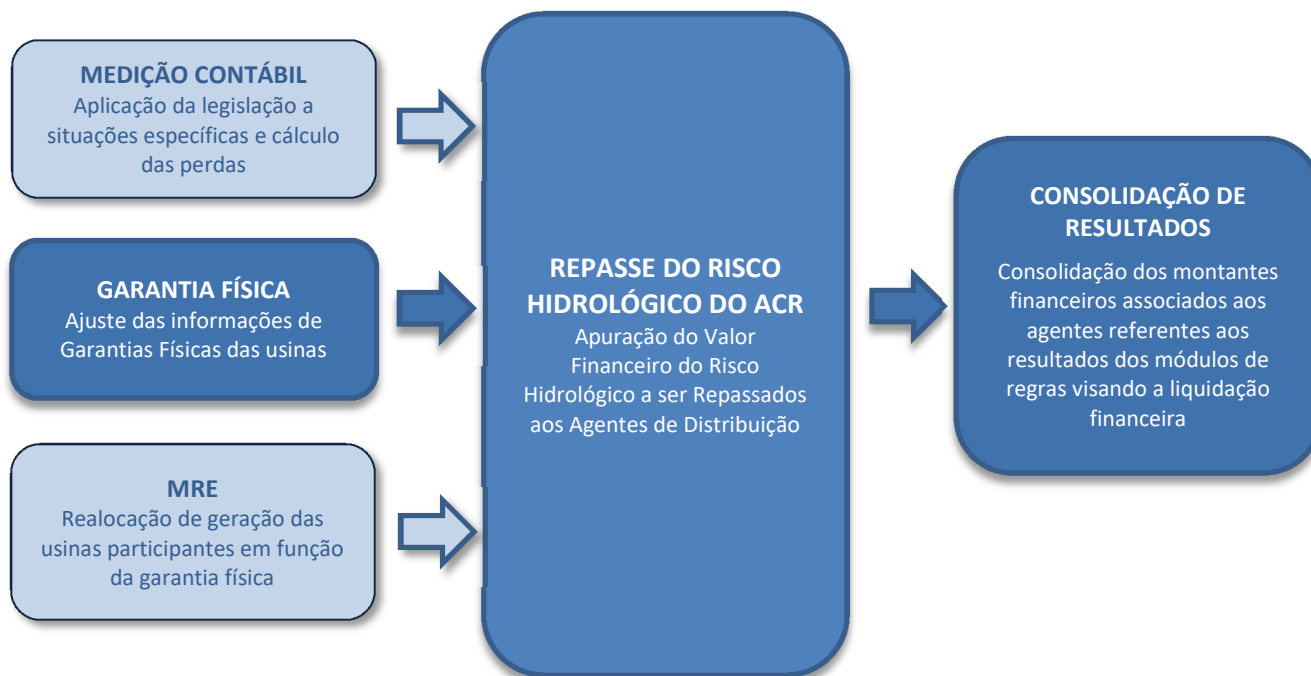 MEDIÇÃO CONTÁBIL
Aplicação da legislação a
situações específicas e cálculo
das perdas
GARANTIA FÍSICA
Ajuste das informações de
Garantias Físicas das usinas
MRE
Realocação de geração das
usinas participantes em função
da garantia física
REPASSE DO RISCO
HIDROLÓGICO DO ACR
Apuração do Valor
Financeiro do Risco
Hidrológico a ser Repassados
aos Agentes de Distribuição
CONSOLIDAÇÃO DE
RESULTADOS
Consolidação dos montantes
financeiros associados aos
agentes referentes aos
resultados dos módulos de
regras visando a liquidação
financeira